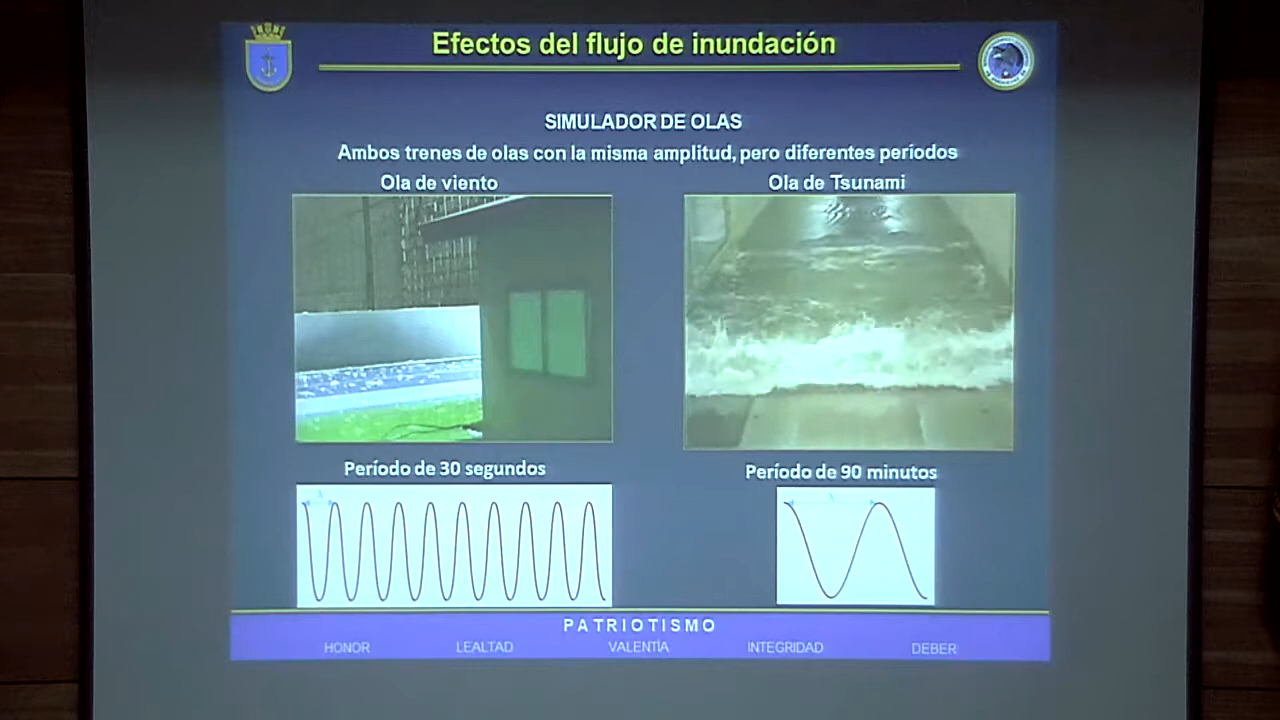 Efectos del flujo de inundación
SIMULADOR DE OLAS
Ambos trenes de olas con la misma amplitud, pero diferentes períodos
Ola de viento
Ola de Tsunami
Período de 30 segundos
Período de 90 minutos
λ
λ
PATRIOTISMO
HONOR LEALTAD VALENTÍA INTEGRIDAD DEBER